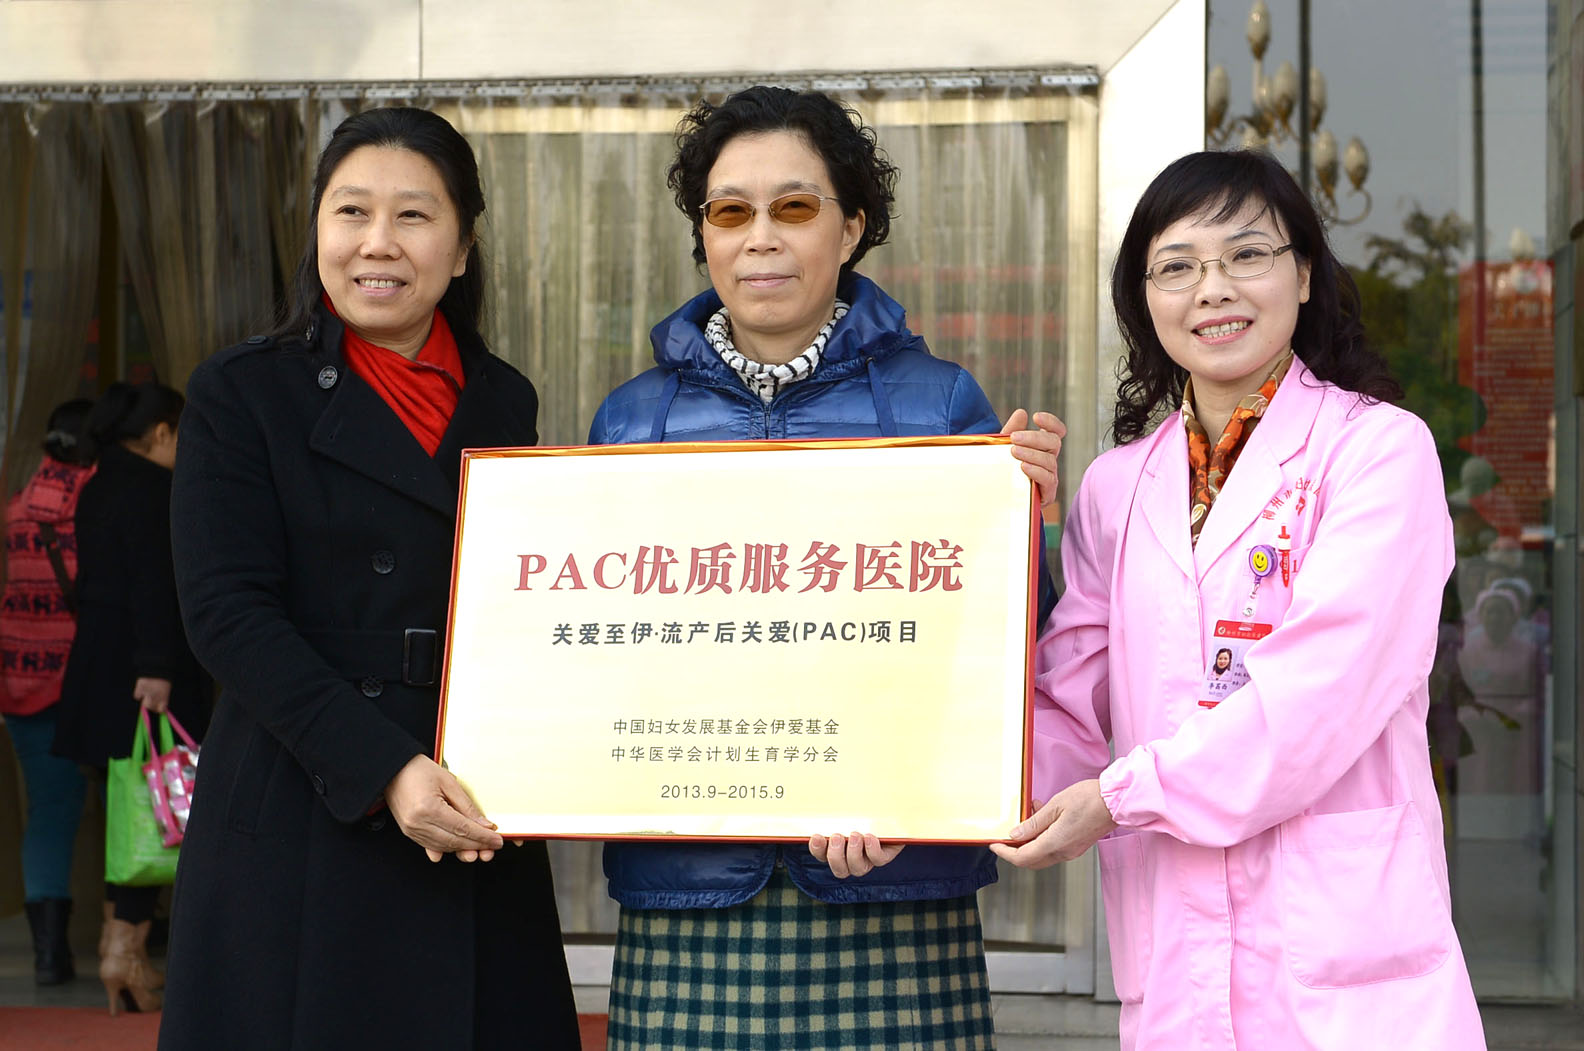 PAC优质服务医院
关爱至伊·流产后关爱(PAC)项目
中国妇女发展基金会伊爱基金
中华医学会计划生育学分会
2013.9-2015.9